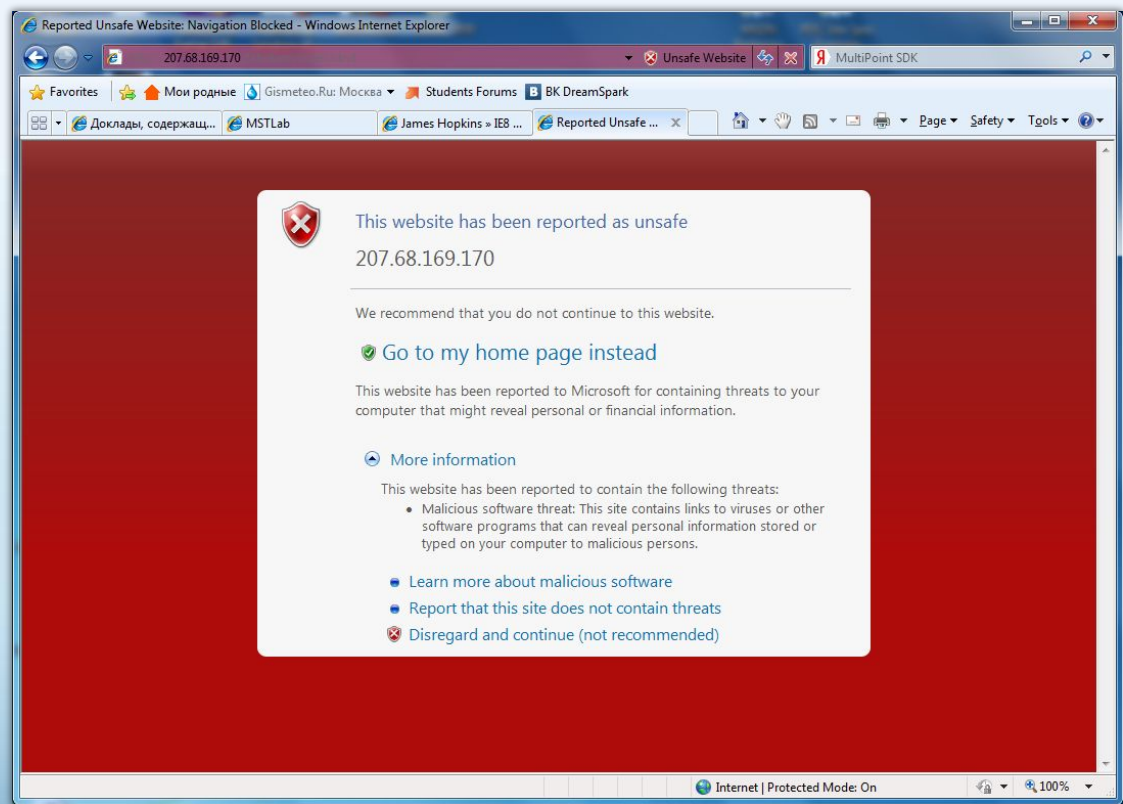 Reported Unsafe Website: Navigation Blocked - Windows Internet Explorer
207.68.169.170 Unsafe Website Я MultiPoint SDK
Favorites Мои родные Gismeteo.Ru: Москва Students Forums B BK DreamSpark
Доклады, содержащ... MSTLab James Hopkins » IE8 ... Reported Unsafe ... X Page Safety Tools
This website has been reported as unsafe
207.68.169.170
We recommend that you do not continue to this website.
Go to my home page instead
This website has been reported to Microsoft for containing threats to your
computer that might reveal personal or financial information.
More information
This website has been reported to contain the following threats:
• Malicious software threat: This site contains links to viruses or other
software programs that can reveal personal information stored or
typed on your computer to malicious persons.
Learn more about malicious software
Report that this site does not contain threats
Disregard and continue (not recommended)
Internet | Protected Mode: On 100%